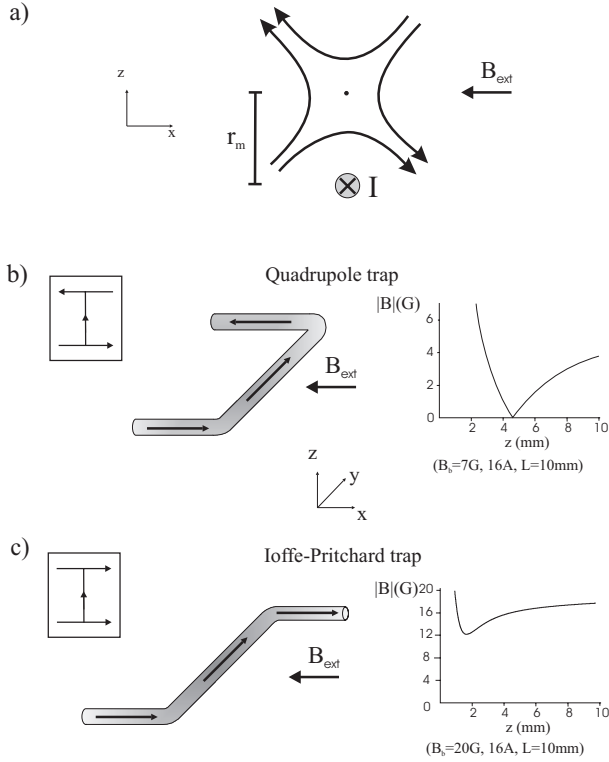 a)
z
x
r_m
B_ext
I
b)
Quadrupole trap
B_ext
|B|(G)
6
4
2
0
0 2 4 6 8 10
z (mm)
(B_b=7G, 16A, L=10mm)
z
y
x
c)
Ioffe-Pritchard trap
B_ext
|B|(G)
20
16
12
8
4
0
2 4 6 8 10
z (mm)
(B_b=20G, 16A, L=10mm)